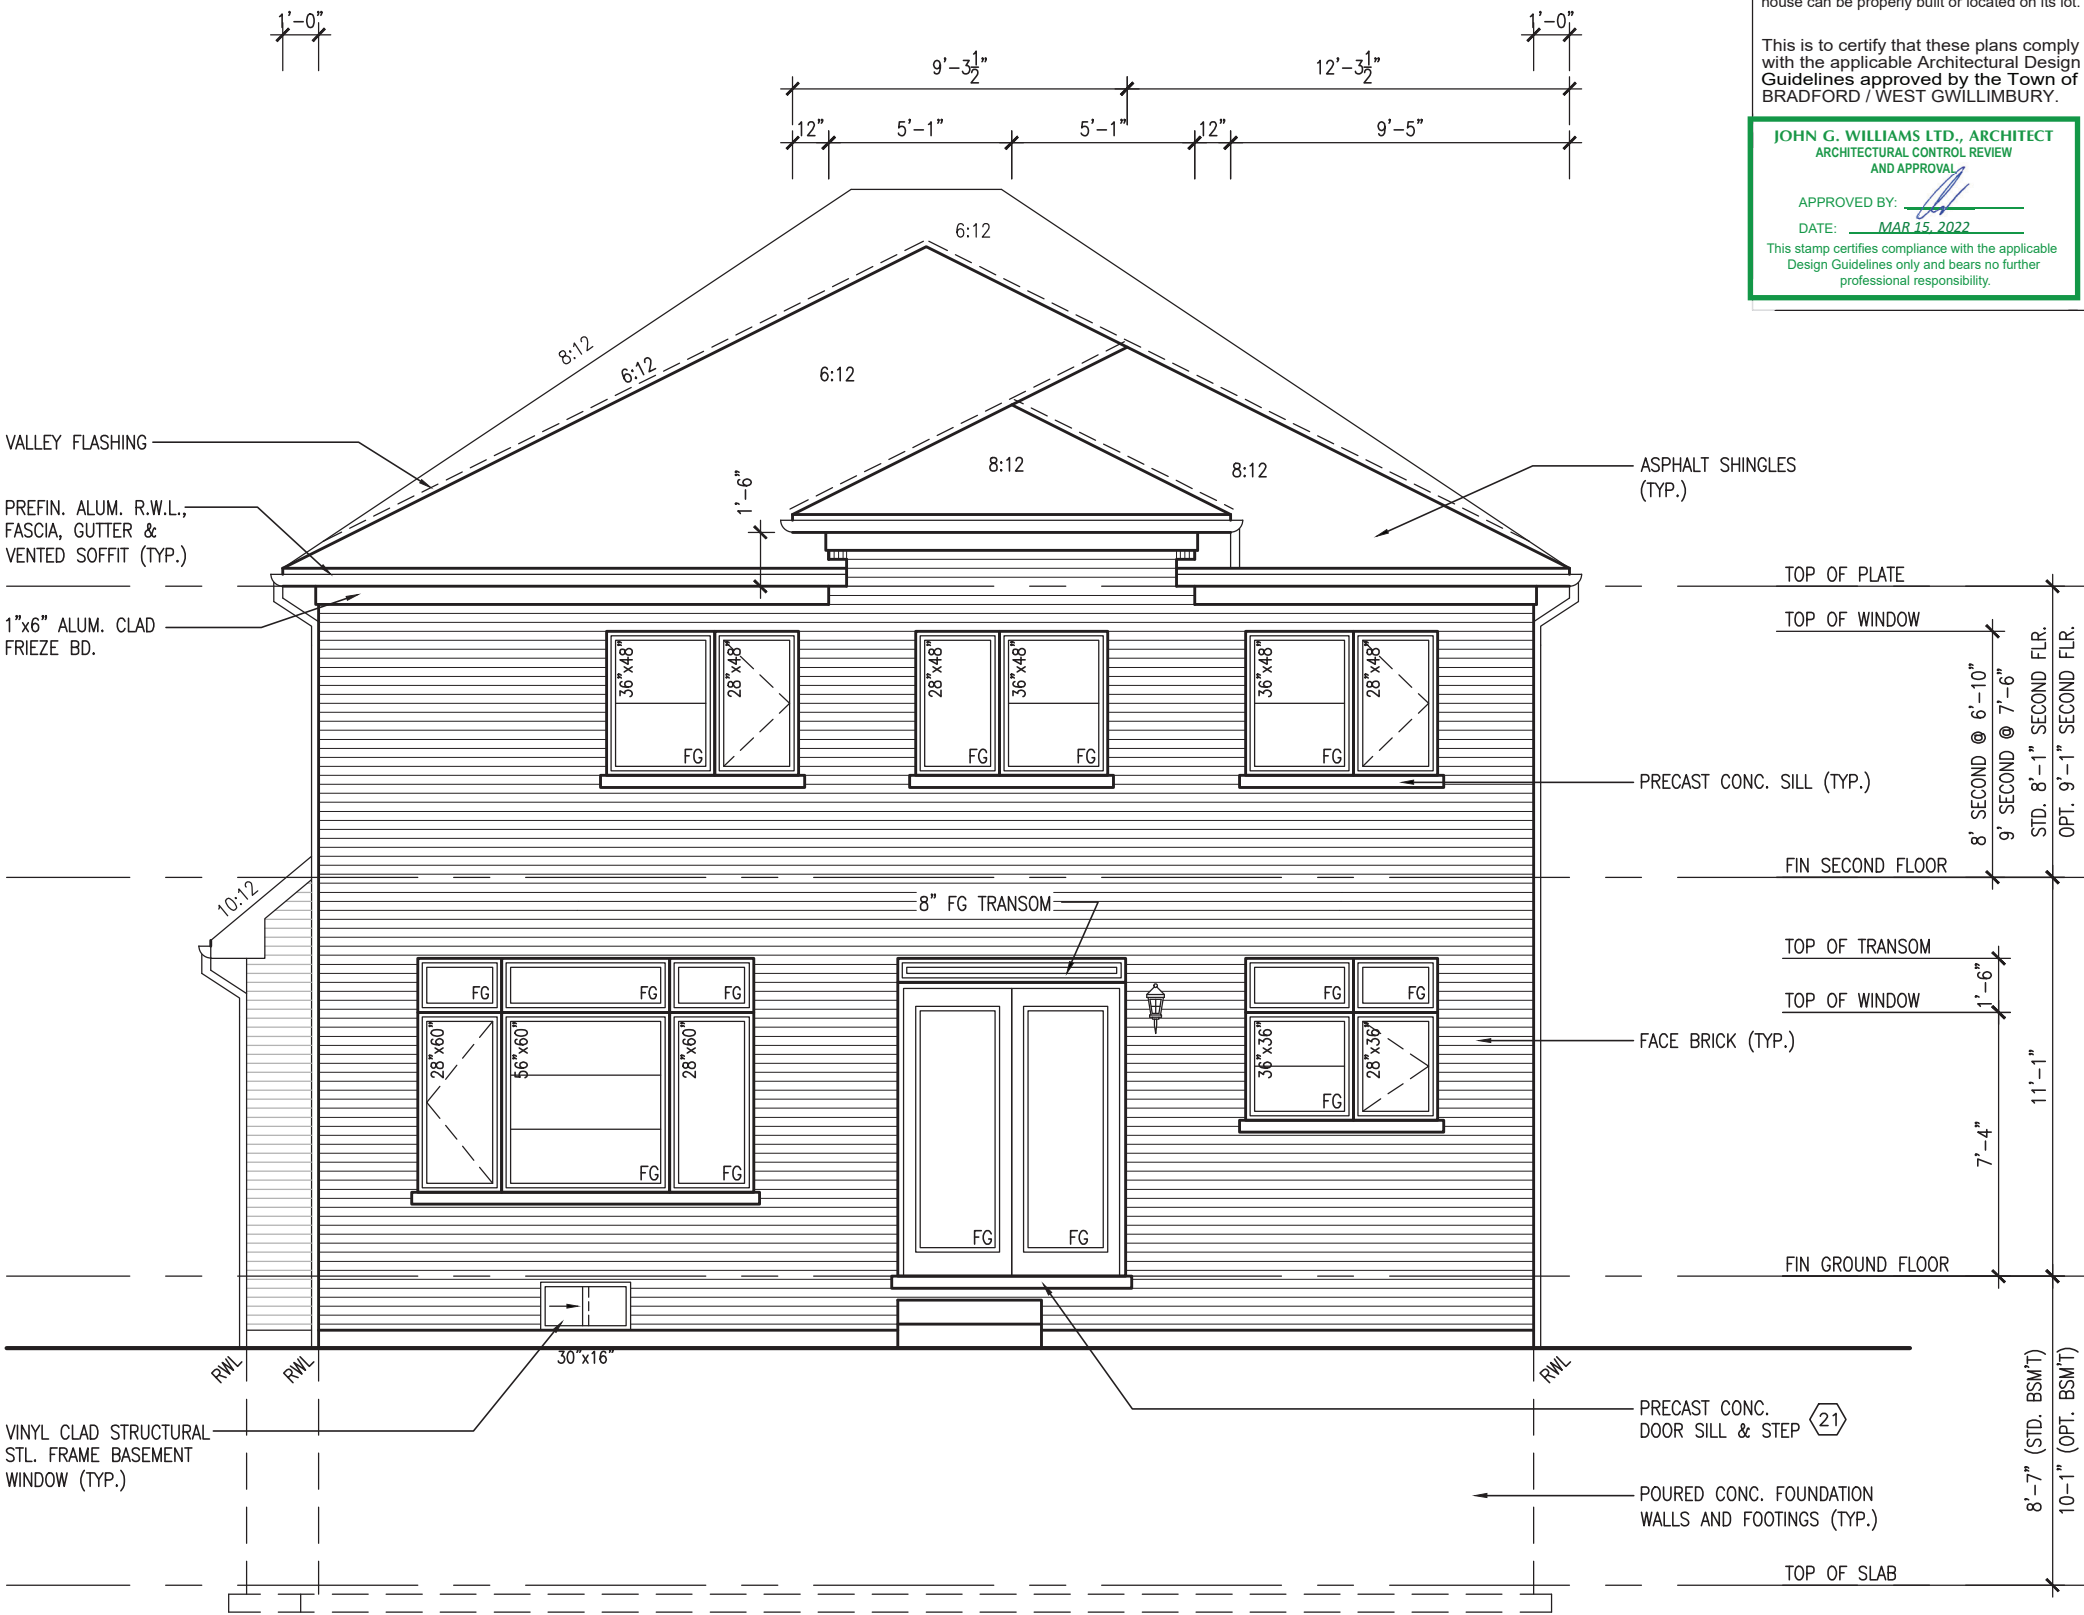 house can be properly built or located on its lot.
This is to certify that these plans comply
with the applicable Architectural Design
Guidelines approved by the Town of
BRADFORD / WEST GWILLIMBURY.
JOHN G. WILLIAMS LTD., ARCHITECT
ARCHITECTURAL CONTROL REVIEW
AND APPROVAL
APPROVED BY:
DATE: MAR 15, 2022
This stamp certifies compliance with the applicable
Design Guidelines only and bears no further
professional responsibility.
1'-0"
1'-0"
9'-3 1/2"
12'-3 1/2"
12"
5'-1"
5'-1"
12"
9'-5"
6:12
8:12
6:12
6:12
8:12
8:12
1'-6"
VALLEY FLASHING
PREFIN. ALUM. R.W.L.,
FASCIA, GUTTER &
VENTED SOFFIT (TYP.)
1"x6" ALUM. CLAD
FRIEZE BD.
ASPHALT SHINGLES
(TYP.)
TOP OF PLATE
TOP OF WINDOW
36"x48"
FG
28"x48"
28"x48"
FG
36"x48"
FG
36"x48"
FG
28"x48"
PRECAST CONC. SILL (TYP.)
8' SECOND @ 6'-10"
9' SECOND @ 7'-6"
STD. 8'-1" SECOND FLR.
OPT. 9'-1" SECOND FLR.
FIN SECOND FLOOR
10:12
8" FG TRANSOM
TOP OF TRANSOM
1'-6"
TOP OF WINDOW
FG
FG
FG
28"x60"
56"x60"
FG
28"x60"
FG
FG
FG
FG
FG
36"x36"
FG
28"x36"
FACE BRICK (TYP.)
11'-1"
7'-4"
FIN GROUND FLOOR
30"x16"
RWL
RWL
RWL
VINYL CLAD STRUCTURAL
STL. FRAME BASEMENT
WINDOW (TYP.)
PRECAST CONC.
DOOR SILL & STEP 21
POURED CONC. FOUNDATION
WALLS AND FOOTINGS (TYP.)
8'-7" (STD. BSM'T)
10-1" (OPT. BSM'T)
TOP OF SLAB